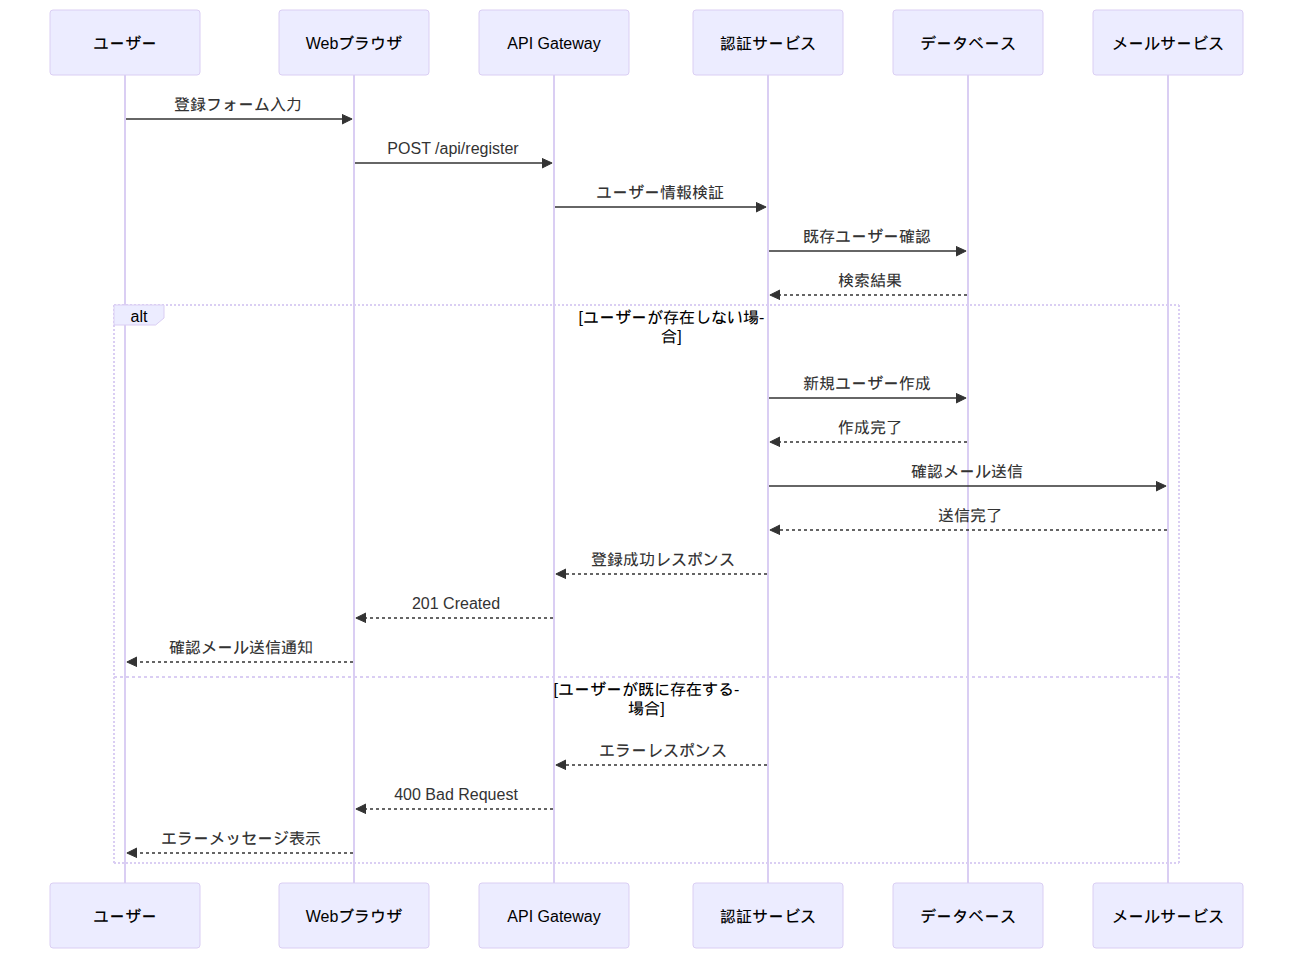 ユーザー
Webブラウザ
API Gateway
認証サービス
データベース
メールサービス
登録フォーム入力
POST /api/register
ユーザー情報検証
既存ユーザー確認
検索結果
alt
[ユーザーが存在しない場-
合]
新規ユーザー作成
作成完了
確認メール送信
送信完了
登録成功レスポンス
201 Created
確認メール送信通知
[ユーザーが既に存在する-
場合]
エラーレスポンス
400 Bad Request
エラーメッセージ表示
ユーザー
Webブラウザ
API Gateway
認証サービス
データベース
メールサービス